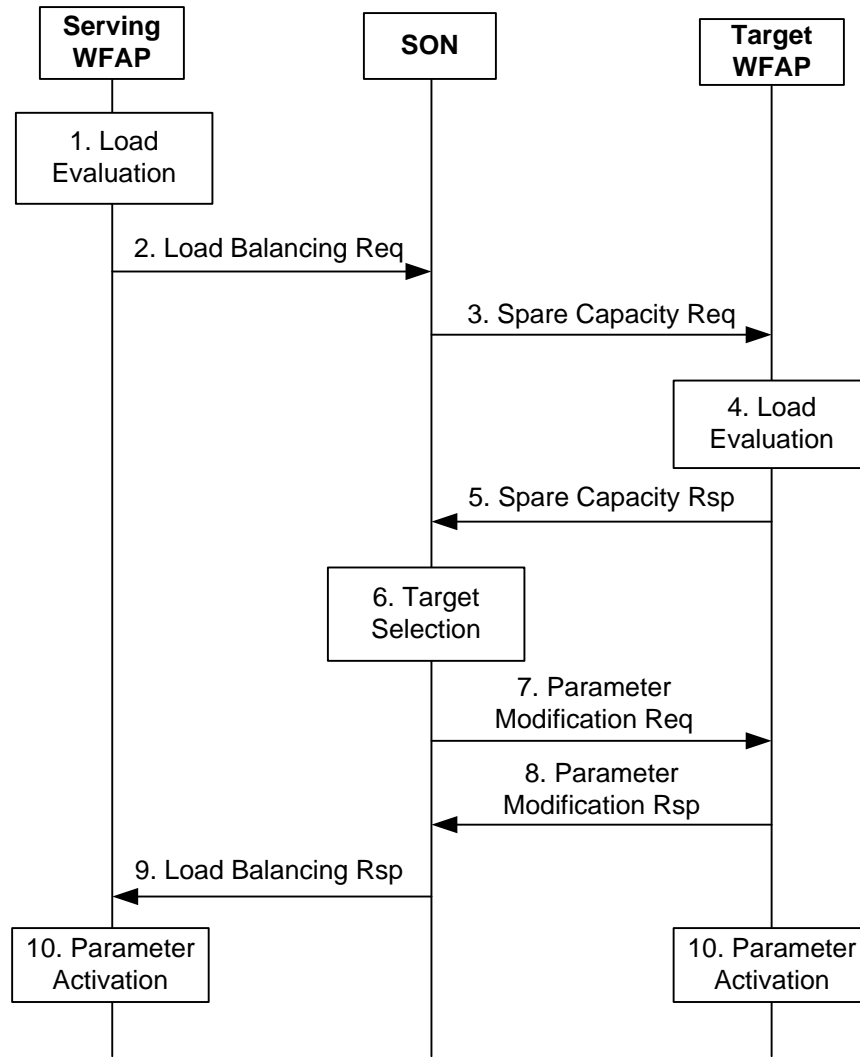 Serving
WFAP
SON
Target
WFAP
1. Load
Evaluation
2. Load Balancing Req
3. Spare Capacity Req
4. Load
Evaluation
5. Spare Capacity Rsp
6. Target
Selection
7. Parameter
Modification Req
8. Parameter
Modification Rsp
9. Load Balancing Rsp
10. Parameter
Activation
10. Parameter
Activation